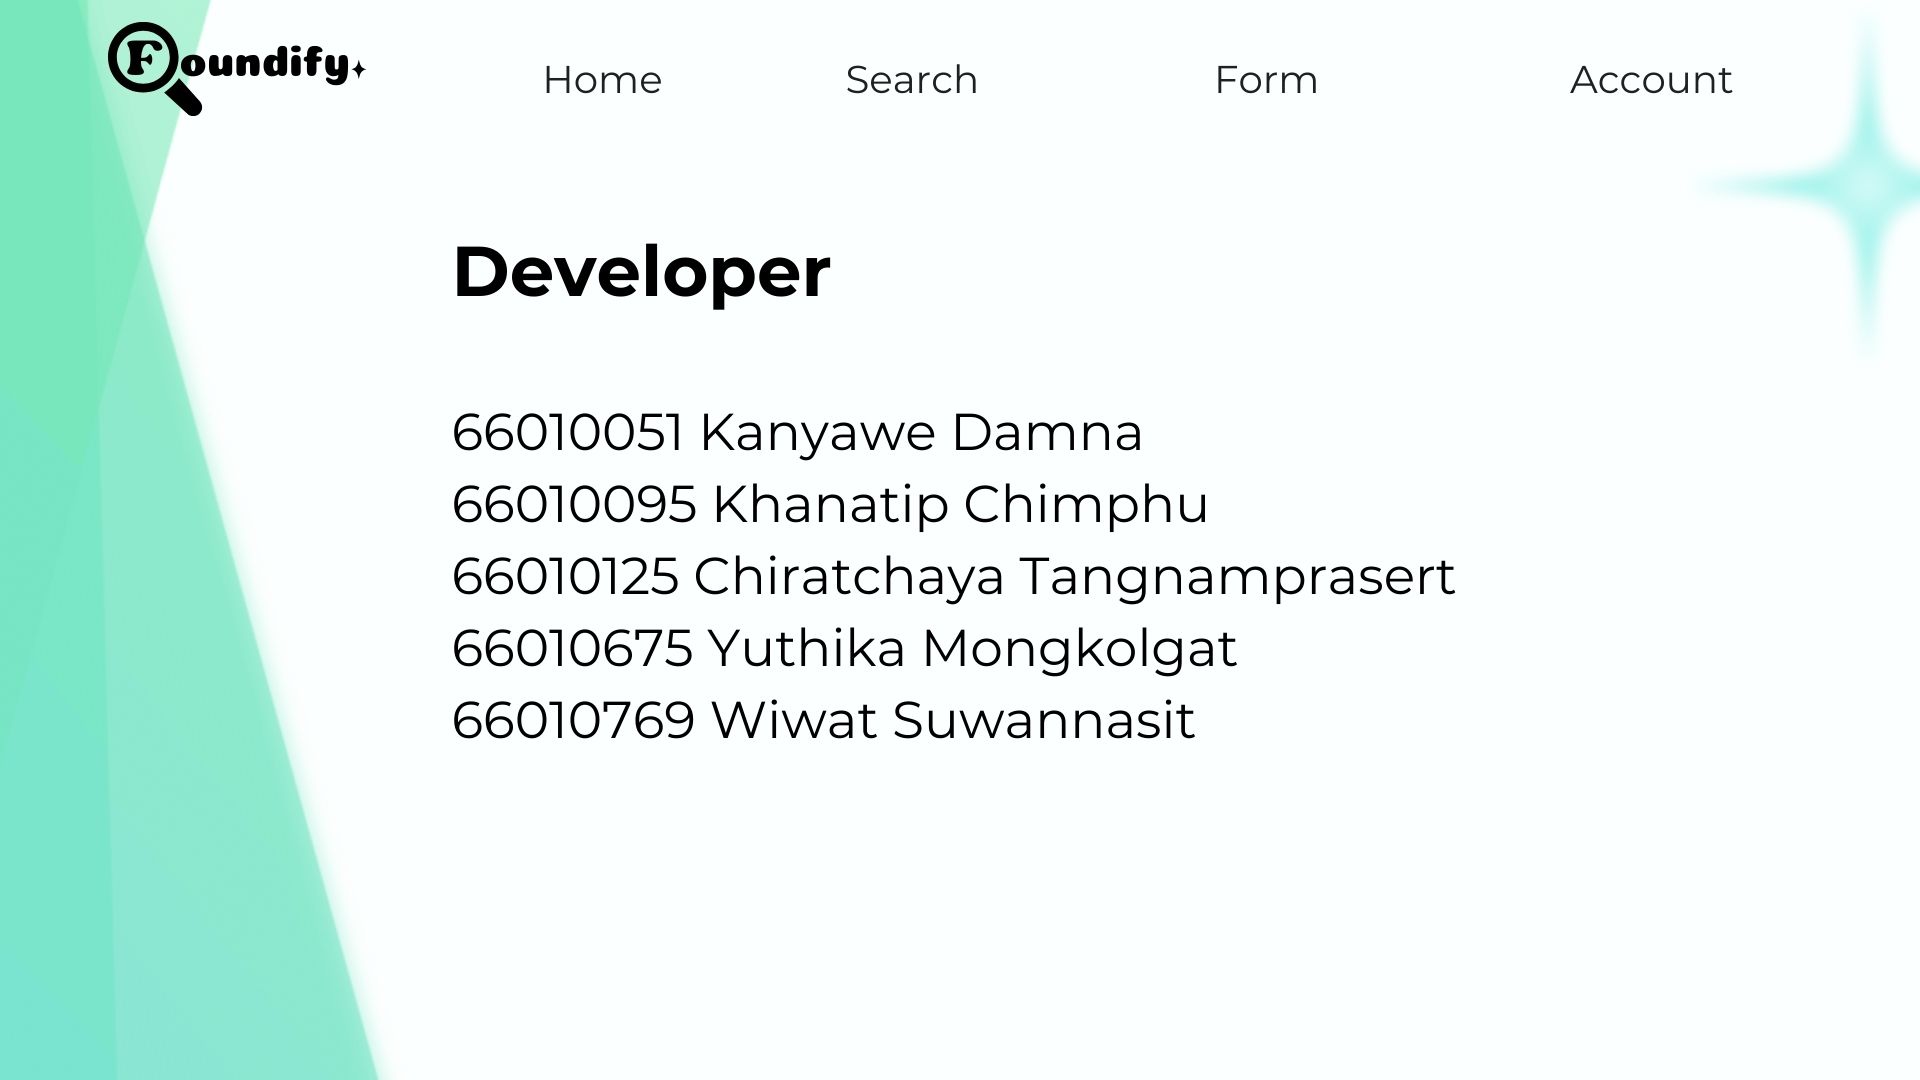 Foundify
Home
Search
Form
Account
Developer
66010051 Kanyawe Damna
66010095 Khanatip Chimphu
66010125 Chiratchaya Tangnamprasert
66010675 Yuthika Mongkolgat
66010769 Wiwat Suwannasit